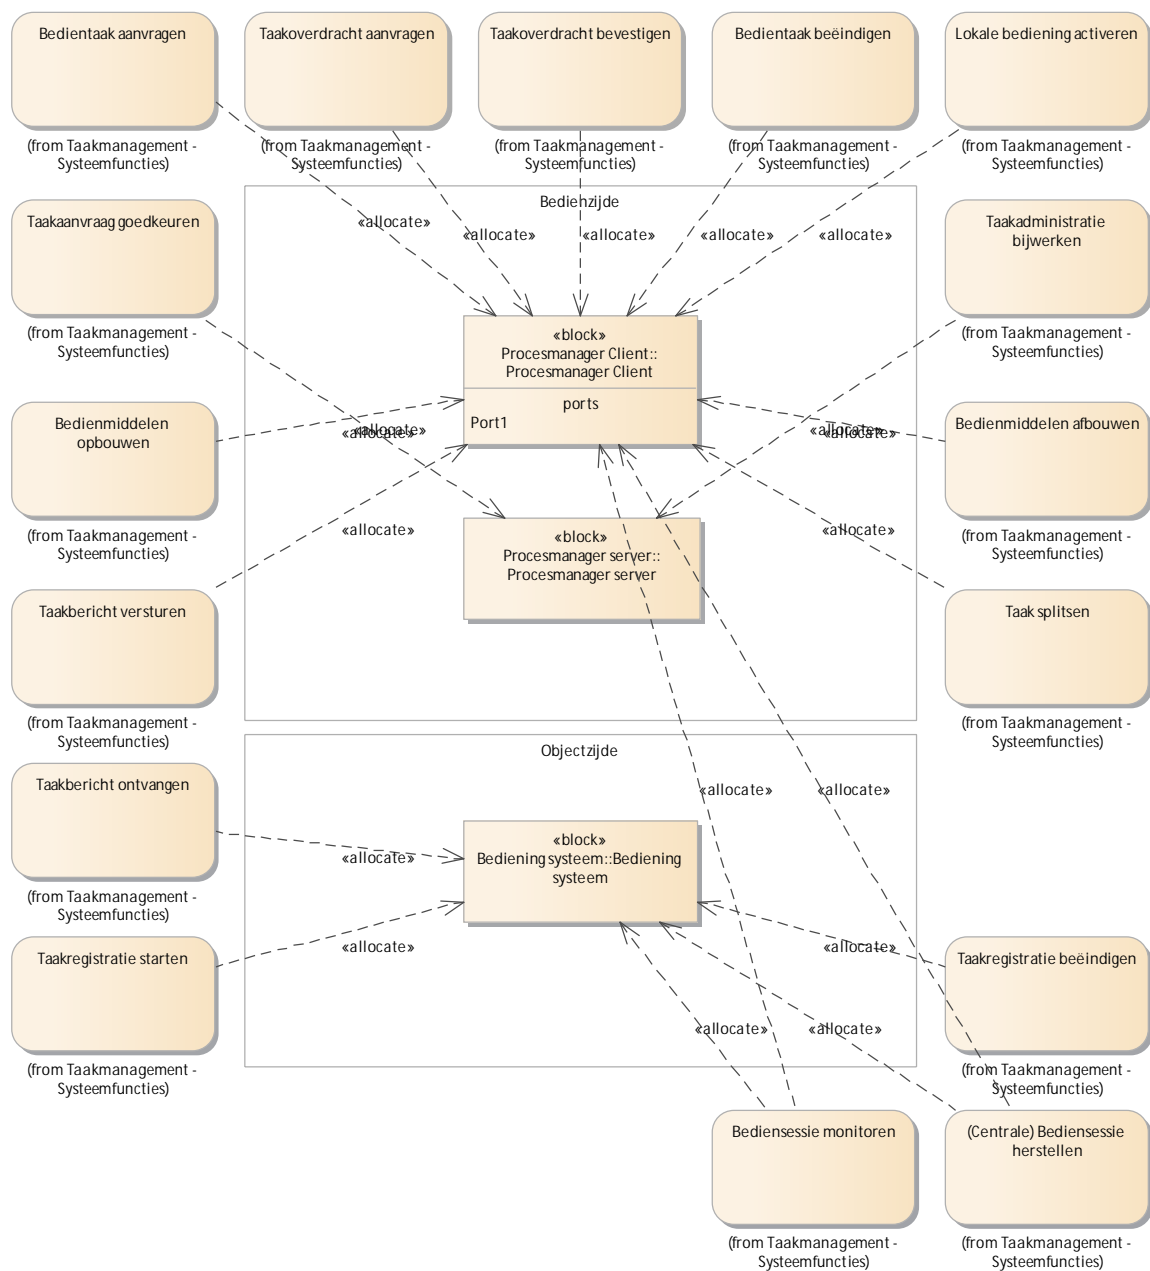 Bedientaak aanvragen
Taakoverdracht aanvragen
Taakoverdracht bevestigen
Bedientaak beëindigen
Lokale bediening activeren
(from Taakmanagement -
Systeemfuncties)
(from Taakmanagement -
Systeemfuncties)
(from Taakmanagement -
Systeemfuncties)
(from Taakmanagement -
Systeemfuncties)
(from Taakmanagement -
Systeemfuncties)
Bedienzijde
Taakaanvraag goedkeuren
Taakadministratie
bijwerken
«allocate»
«allocate»
«allocate»
«allocate»
«allocate»
(from Taakmanagement -
Systeemfuncties)
(from Taakmanagement -
Systeemfuncties)
«block»
Procesmanager Client::
Procesmanager Client
ports
Port1
Bedienmiddelen
opbouwen
Bedienmiddelen afbouwen
«allocate»
«allocate»
«allocate»
«allocate»
(from Taakmanagement -
Systeemfuncties)
(from Taakmanagement -
Systeemfuncties)
«allocate»
«allocate»
«block»
Procesmanager server::
Procesmanager server
Taakbericht versturen
Taak splitsen
(from Taakmanagement -
Systeemfuncties)
(from Taakmanagement -
Systeemfuncties)
Objectzijde
Taakbericht ontvangen
«allocate»
«allocate»
«block»
Bediening systeem::Bediening
systeem
«allocate»
(from Taakmanagement -
Systeemfuncties)
«allocate»
«allocate»
Taakregistratie starten
Taakregistratie beëindigen
«allocate»
«allocate»
(from Taakmanagement -
Systeemfuncties)
(from Taakmanagement -
Systeemfuncties)
Bediensessie monitoren
(Centrale) Bediensessie
herstellen
(from Taakmanagement -
Systeemfuncties)
(from Taakmanagement -
Systeemfuncties)